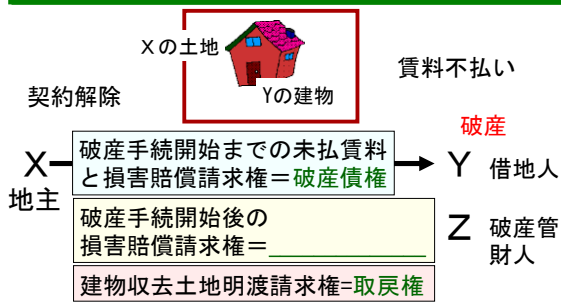 Xの土地
Yの建物
賃料不払い
契約解除
破産
X
地主
破産手続開始までの未払賃料
と損害賠償請求権＝破産債権
Y 借地人
破産手続開始後の
損害賠償請求権＝＿＿＿＿＿＿＿
Z 破産管
財人
建物収去土地明渡請求権=取戻権